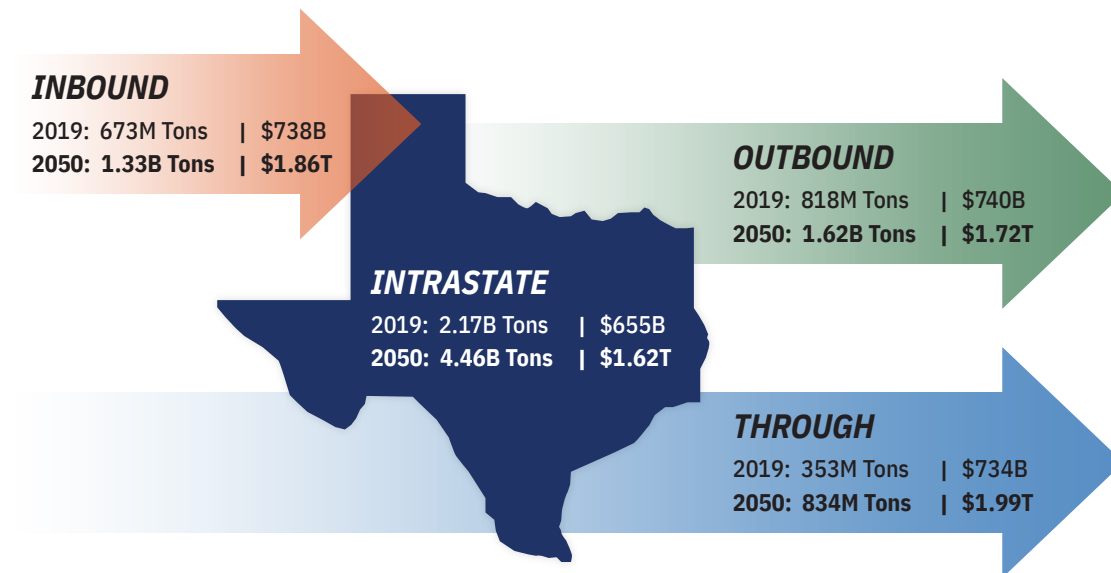 INBOUND
2019: 673M Tons | $738B
2050: 1.33B Tons | $1.86T
OUTBOUND
2019: 818M Tons | $740B
2050: 1.62B Tons | $1.72T
INTRASTATE
2019: 2.17B Tons | $655B
2050: 4.46B Tons | $1.62T
THROUGH
2019: 353M Tons | $734B
2050: 834M Tons | $1.99T